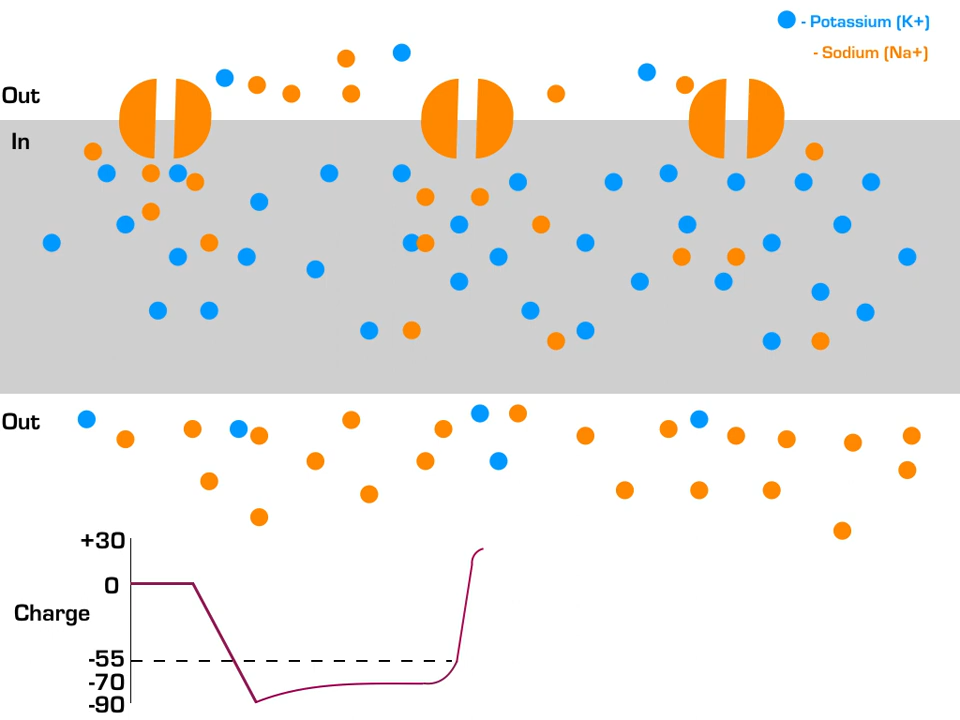 - Potassium (K+)
- Sodium (Na+)
Out
In
Out
+30
0
Charge
-55
-70
-90